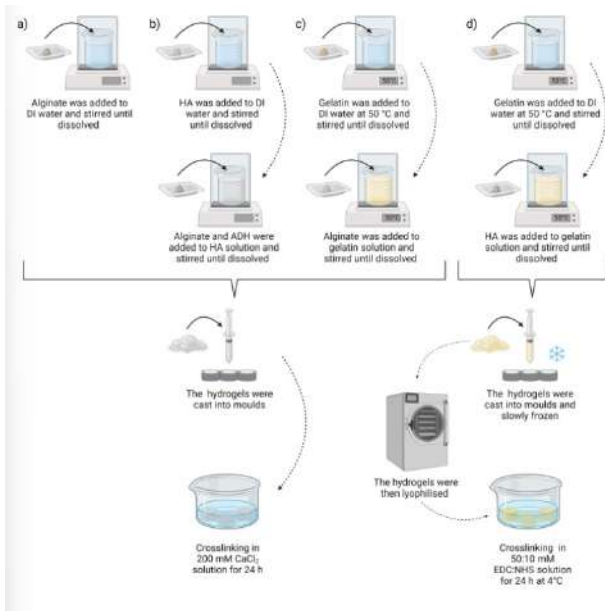 a)
b)
c)
d)
50°C
50°C
Alginate was added to
DI water and stirred until
dissolved
HA was added to DI
water and stirred
until dissolved
Gelatin was added to
DI water at 50 °C and
stirred until dissolved
Gelatin was added to DI
water at 50 °C and stirred
until dissolved
50°C
50°C
Alginate and ADH were
added to HA solution and
stirred until dissolved
Alginate was added to
gelatin solution and
stirred until dissolved
HA was added to gelatin
solution and stirred until
dissolved
The hydrogels were
cast into moulds
The hydrogels were
cast into moulds and
slowly frozen
The hydrogels were
then lyophilised
Crosslinking in
200 mM CaCl₂
solution for 24 h
Crosslinking in
50:10 mM
EDC:NHS solution
for 24 h at 4°C